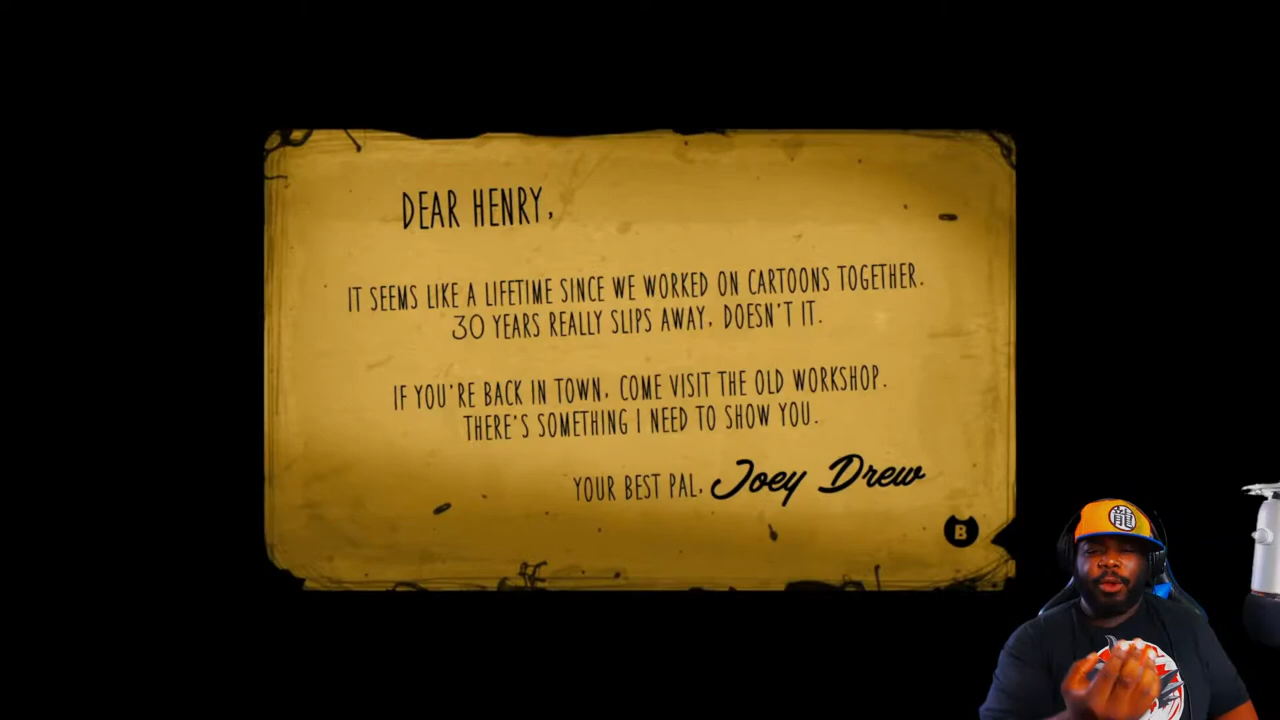 DEAR HENRY,
IT SEEMS LIKE A LIFETIME SINCE WE WORKED ON CARTOONS TOGETHER.
30 YEARS REALLY SLIPS AWAY, DOESN'T IT.
IF YOU'RE BACK IN TOWN, COME VISIT THE OLD WORKSHOP.
THERE'S SOMETHING I NEED TO SHOW YOU.
YOUR BEST PAL, Joey Drew
B